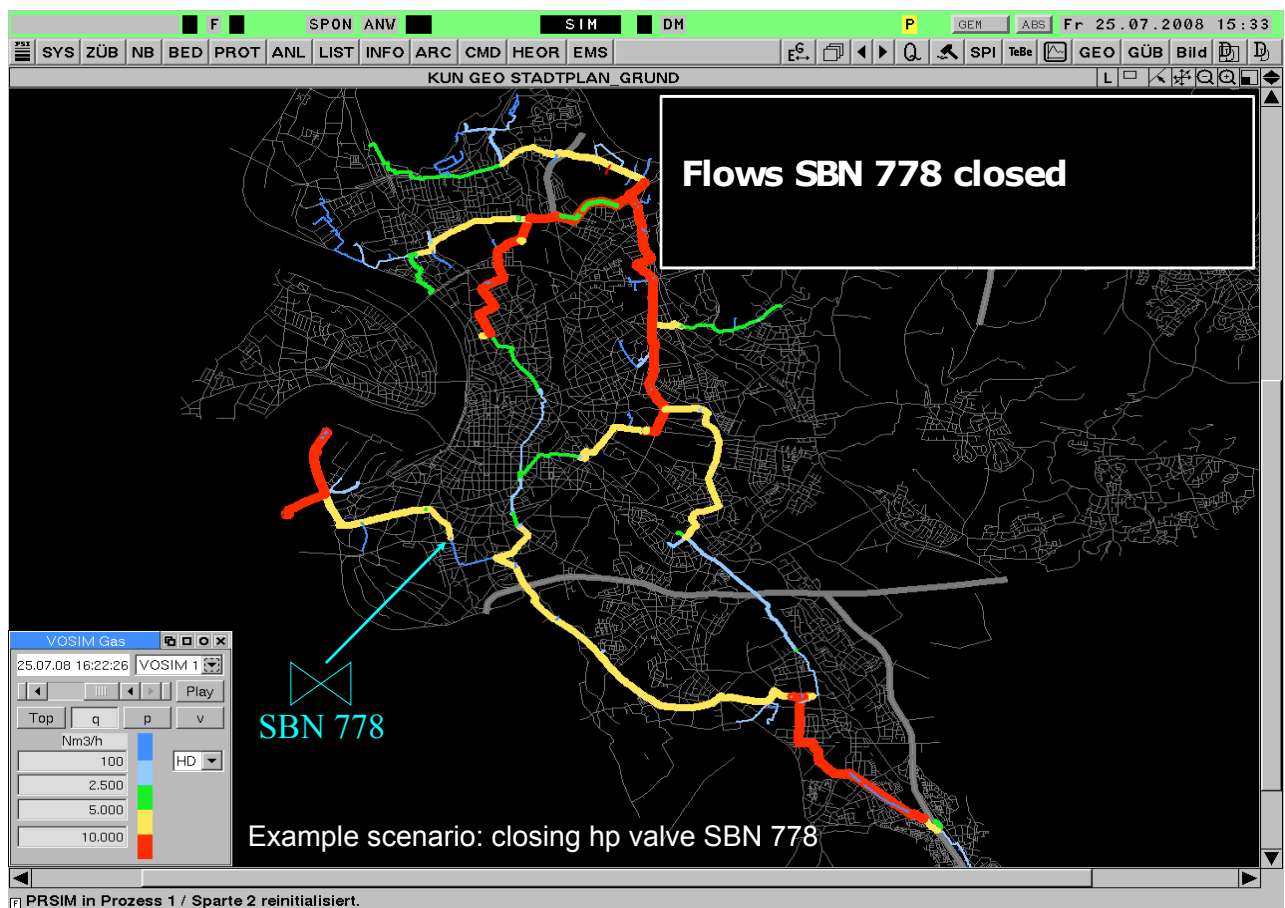 F SPON ANW SIM DM P GEM ABS Fr 25.07.2008 15:33
PSI SYS ZÜB NB BED PROT ANL LIST INFO ARC CMD HEOR EMS SPI TeBe GEO GÜB Bild
KUN GEO STADTPLAN_GRUND L
Flows SBN 778 closed
VOSIM Gas
25.07.08 16:22:26 VOSIM 1
Play
Top q p v
Nm3/h
100 HD
2.500
5.000
10.000
SBN 778
Example scenario: closing hp valve SBN 778
F PRSIM in Prozess 1 / Sparte 2 reinitialisiert.